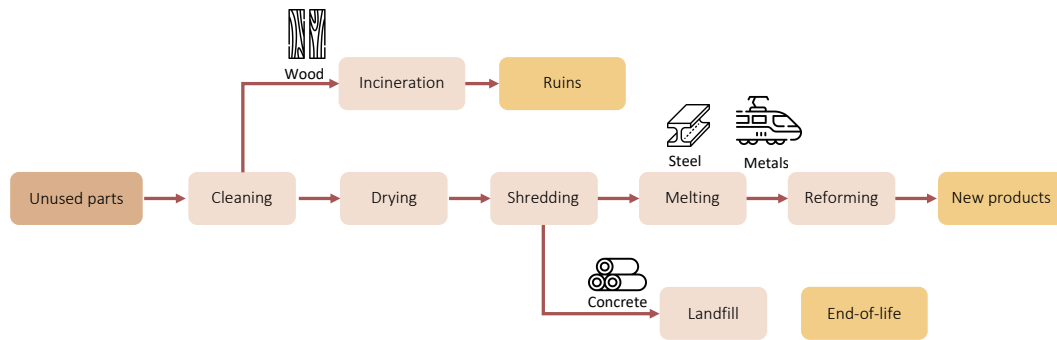 Wood
Incineration
Ruins
Steel
Metals
Unused parts
Cleaning
Drying
Shredding
Melting
Reforming
New products
Concrete
Landfill
End-of-life